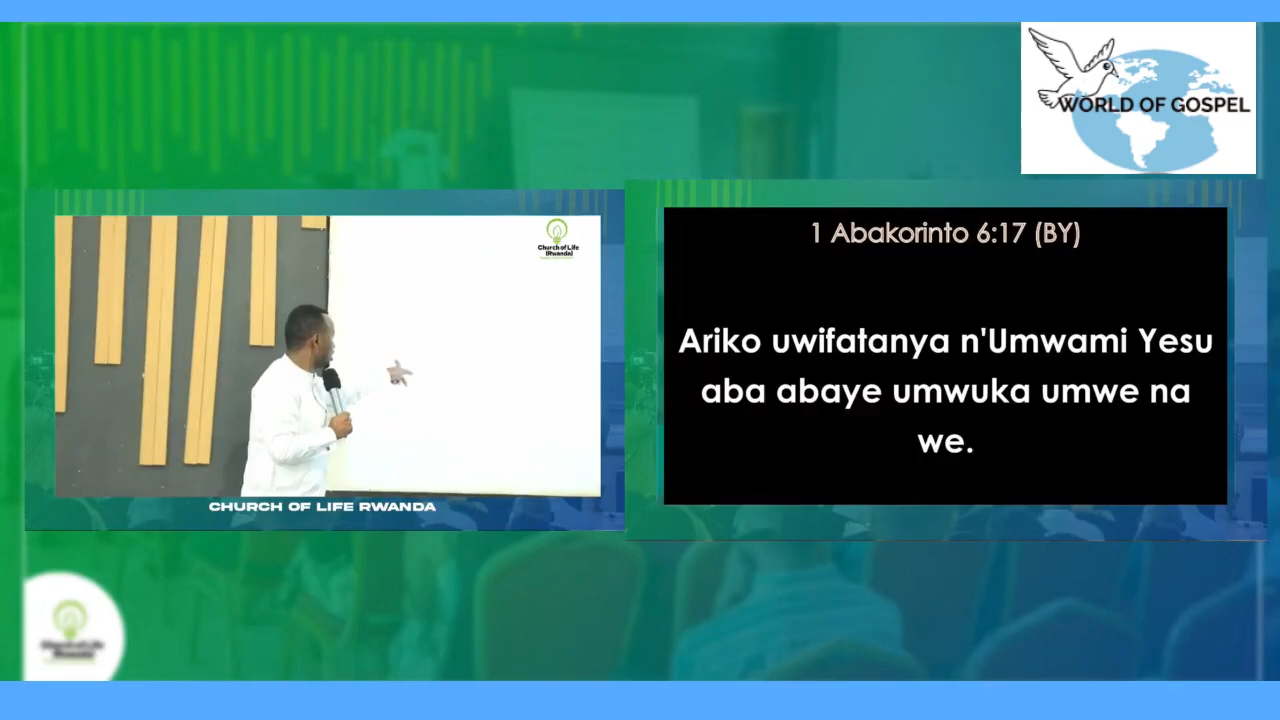 WORLD OF GOSPEL
Church of Life
(Rwanda)
CHURCH OF LIFE RWANDA
1 Abakorinto 6:17 (BY)
Ariko uwifatanya n'Umwami Yesu
aba abaye umwuka umwe na
we.
Church of Life
(Rwanda)